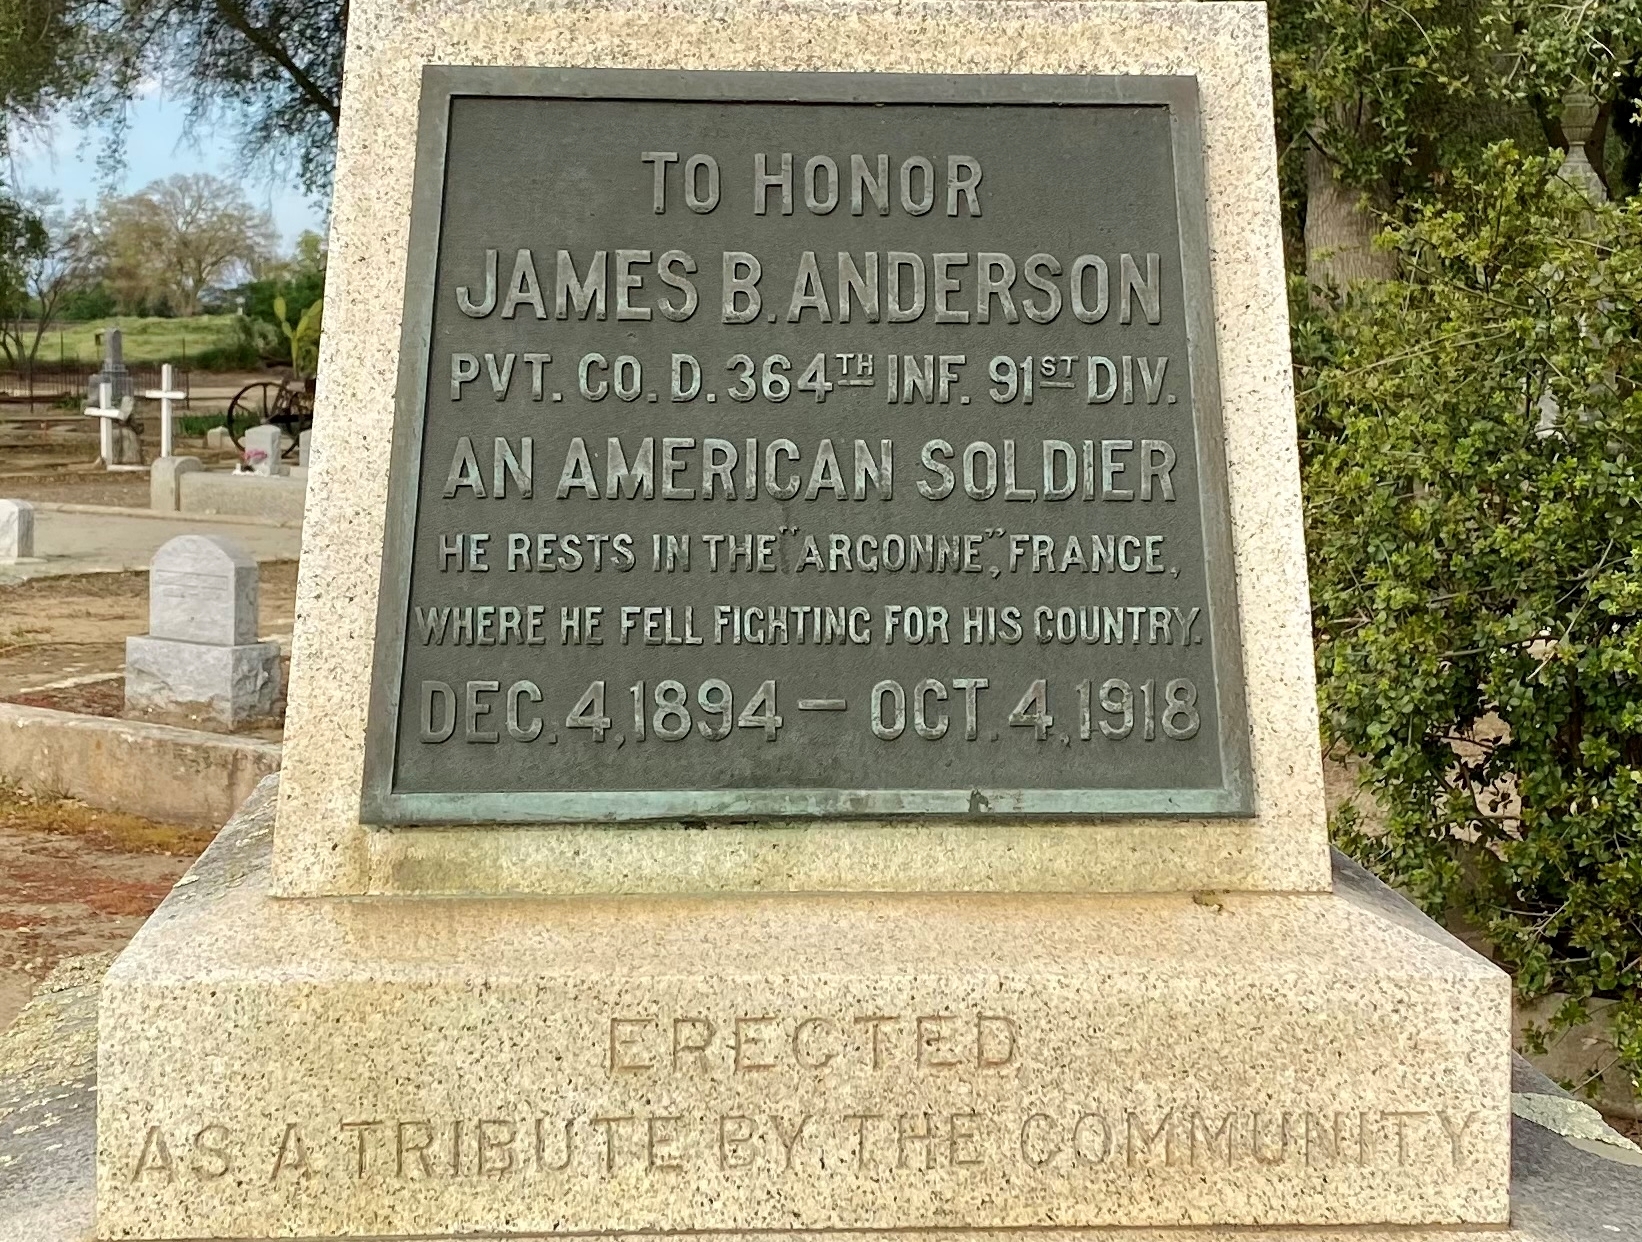 TO HONOR
JAMES B. ANDERSON
PVT. CO. D. 364TH INF. 91ST DIV.
AN AMERICAN SOLDIER
HE RESTS IN THE "ARGONNE", FRANCE,
WHERE HE FELL FIGHTING FOR HIS COUNTRY.
DEC. 4, 1894 — OCT. 4, 1918
ERECTED
AS A TRIBUTE BY THE COMMUNITY